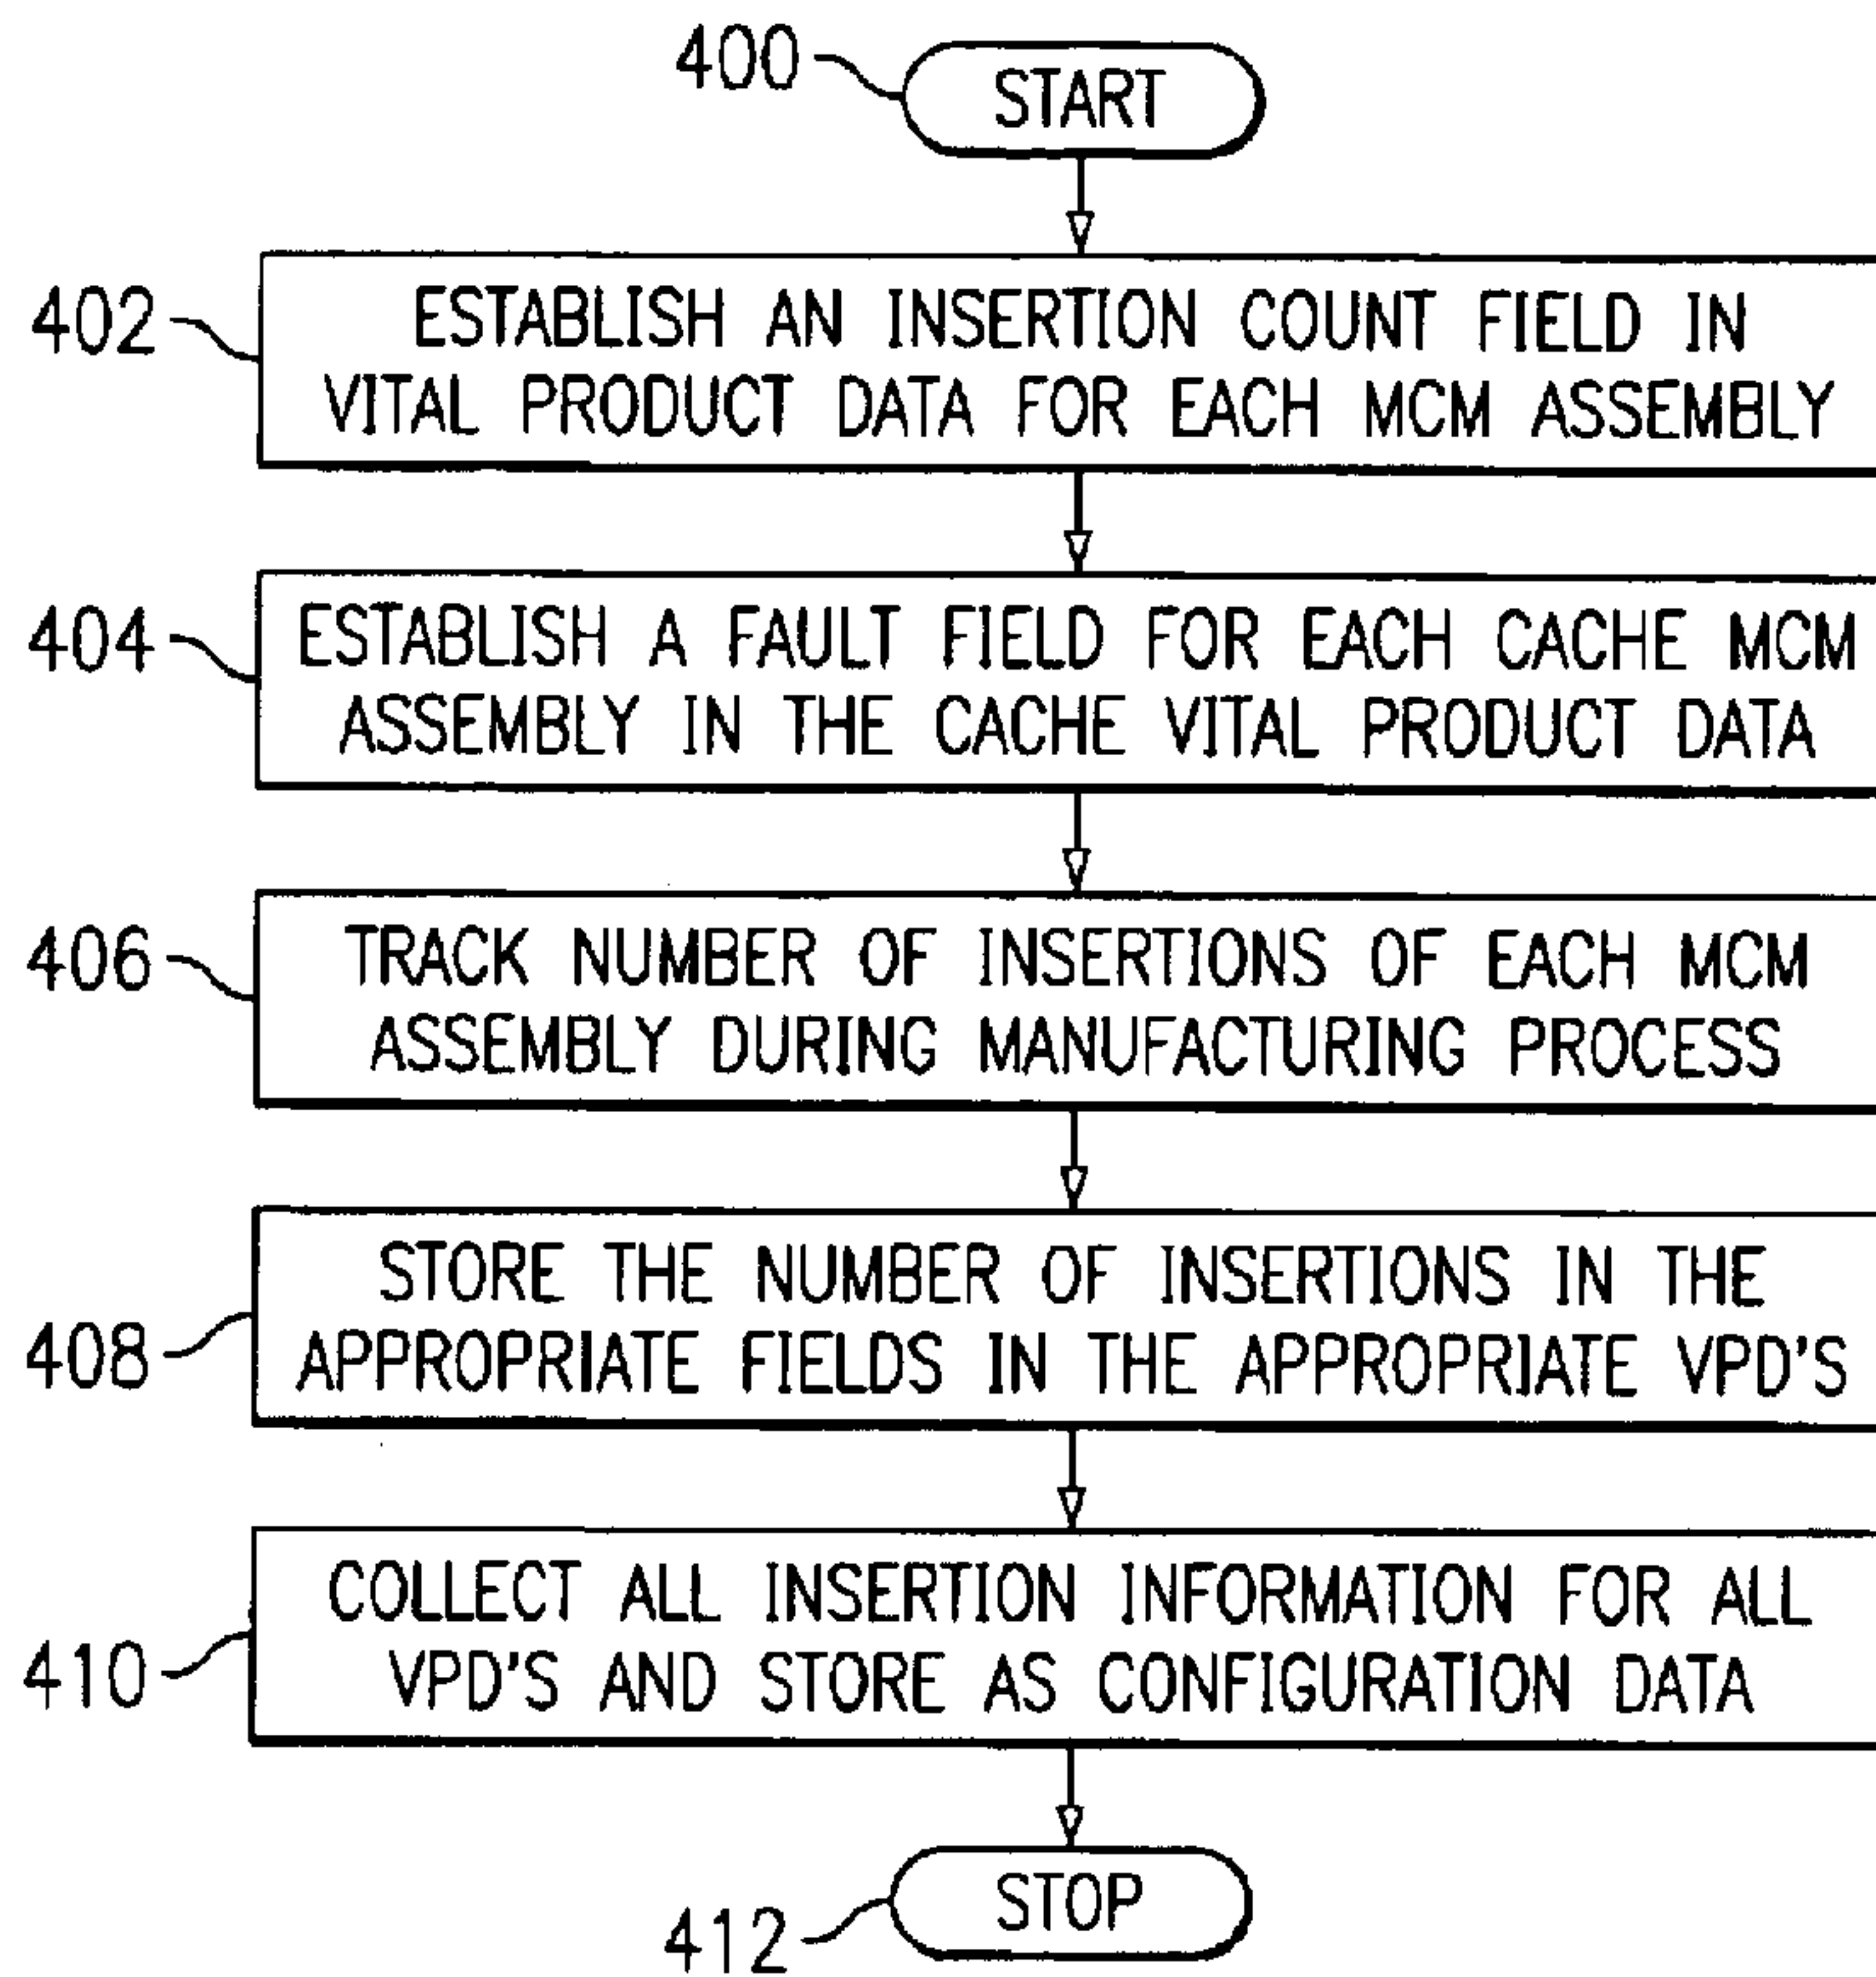 400
START
402
ESTABLISH AN INSERTION COUNT FIELD IN
VITAL PRODUCT DATA FOR EACH MCM ASSEMBLY
404
ESTABLISH A FAULT FIELD FOR EACH CACHE MCM
ASSEMBLY IN THE CACHE VITAL PRODUCT DATA
406
TRACK NUMBER OF INSERTIONS OF EACH MCM
ASSEMBLY DURING MANUFACTURING PROCESS
408
STORE THE NUMBER OF INSERTIONS IN THE
APPROPRIATE FIELDS IN THE APPROPRIATE VPD'S
410
COLLECT ALL INSERTION INFORMATION FOR ALL
VPD'S AND STORE AS CONFIGURATION DATA
412
STOP